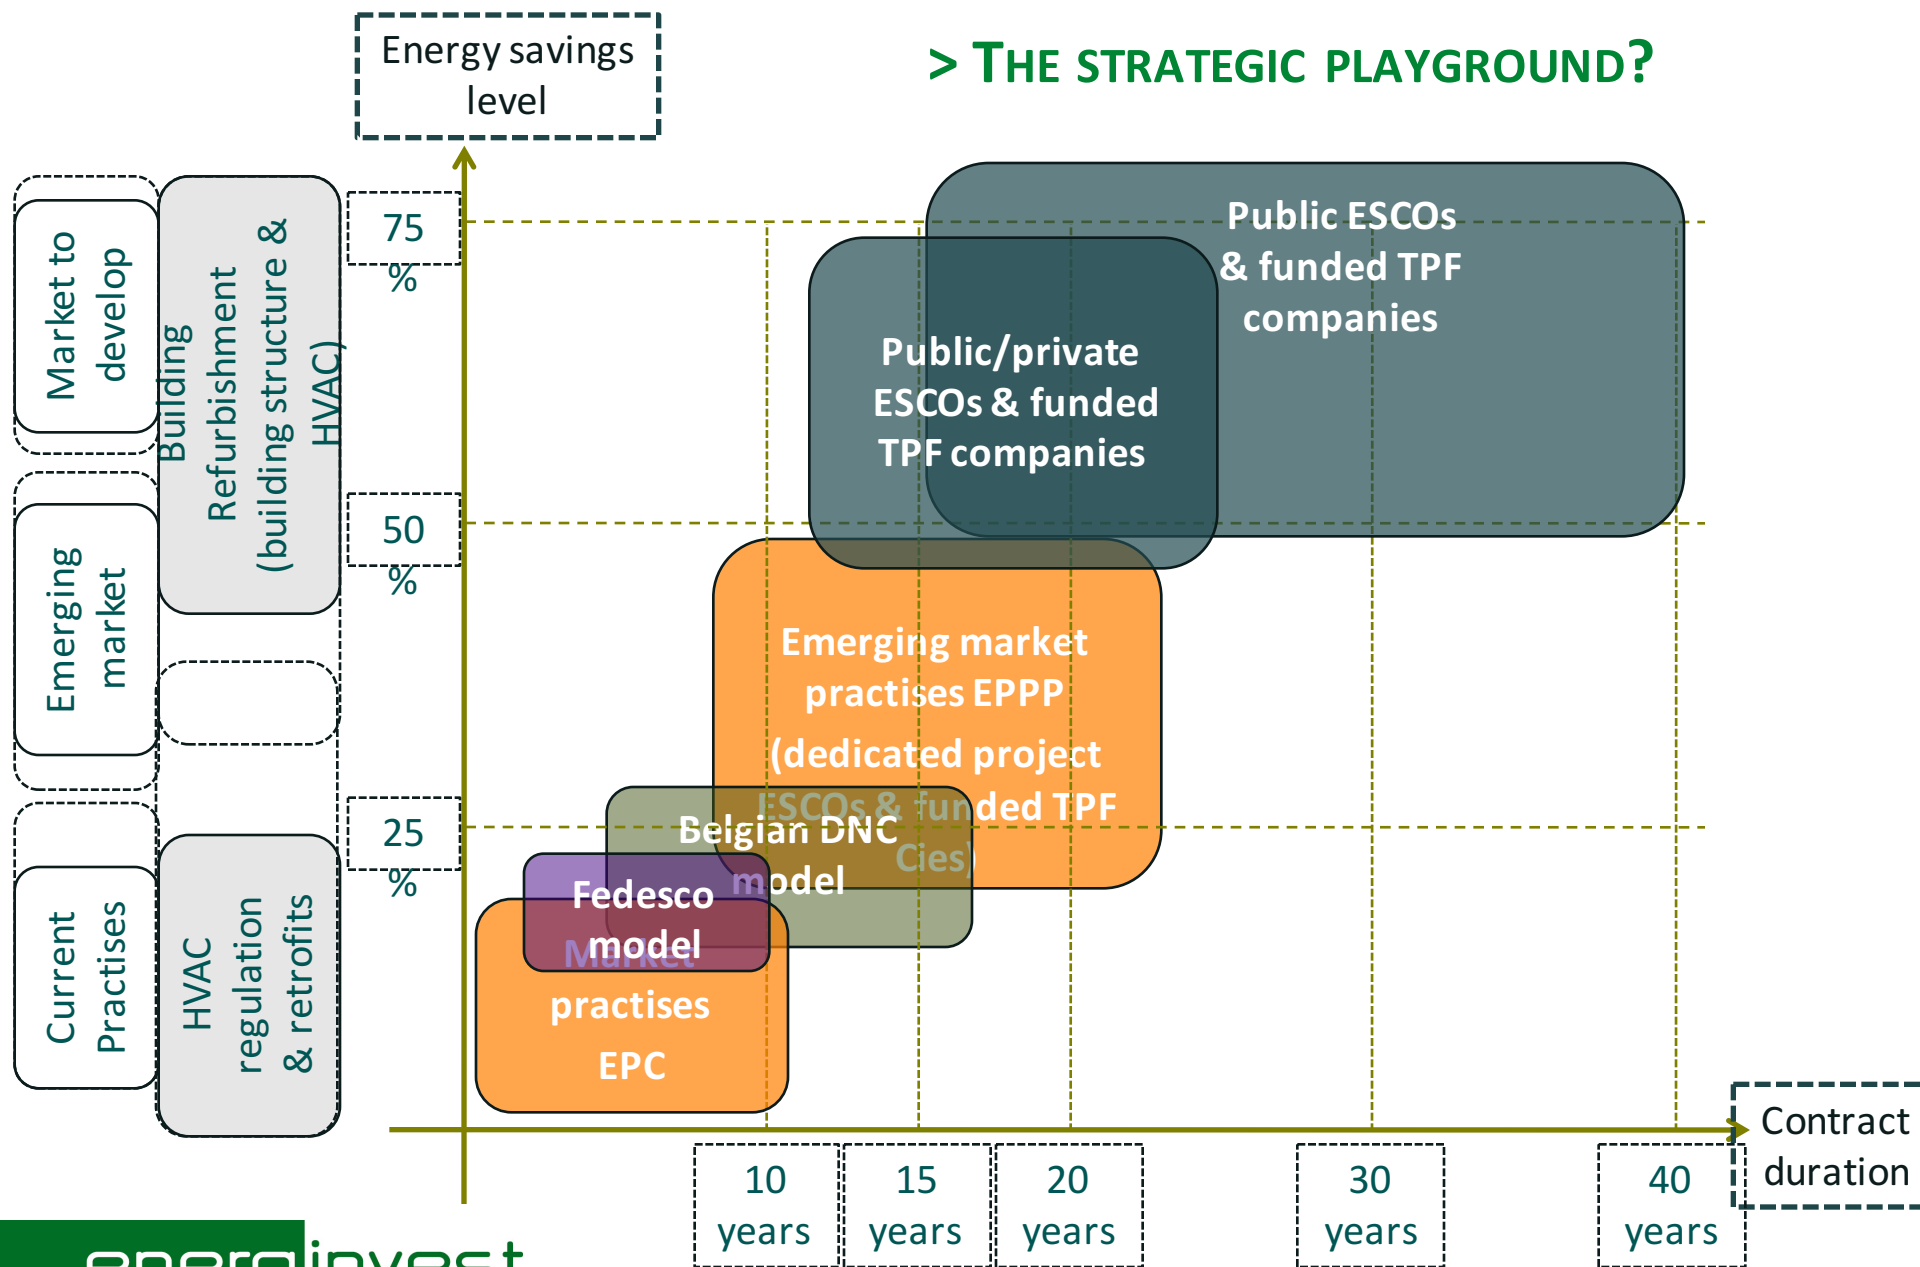 Energy savings
level
> THE STRATEGIC PLAYGROUND?
Market to
develop
Emerging
market
Current
Practises
Building
Refurbishment
(building structure &
HVAC)
HVAC
regulation
& retrofits
75
%
50
%
25
%
Public ESCOs
& funded TPF
companies
Public/private
ESCOs & funded
TPF companies
Emerging market
practises EPPP
(dedicated project
ESCOs & funded TPF
Cies)
Belgian DNC
model
Fedesco
model
Market
practises
EPC
10
years
15
years
20
years
30
years
40
years
Contract
duration
energinvest